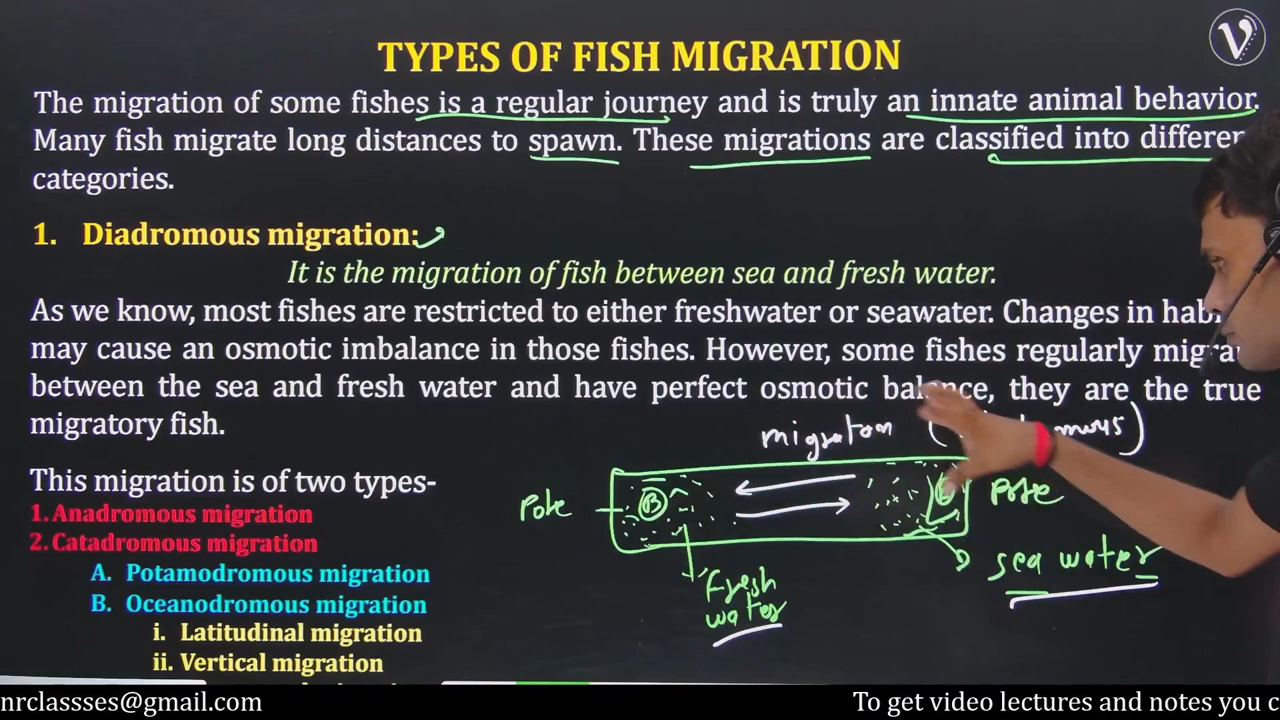 V
TYPES OF FISH MIGRATION
The migration of some fishes is a regular journey and is truly an innate animal behavior.
Many fish migrate long distances to spawn. These migrations are classified into differen
categories.
1. Diadromous migration:
It is the migration of fish between sea and fresh water.
As we know, most fishes are restricted to either freshwater or seawater. Changes in hab
may cause an osmotic imbalance in those fishes. However, some fishes regularly migra
between the sea and fresh water and have perfect osmotic balance, they are the true
migratory fish.
migration
This migration is of two types-
1. Anadromous migration
2. Catadromous migration
A. Potamodromous migration
B. Oceanodromous migration
i. Latitudinal migration
ii. Vertical migration
B
Fresh
water
sea water
nrclassses@gmail.com
To get video lectures and notes you c